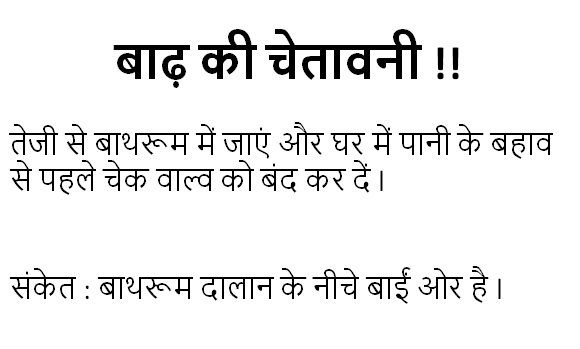 बाढ़ की चेतावनी !!
तेजी से बाथरूम में जाएं और घर में पानी के बहाव
से पहले चेक वाल्व को बंद कर दें ।
संकेत : बाथरूम दालान के नीचे बाईं ओर है ।